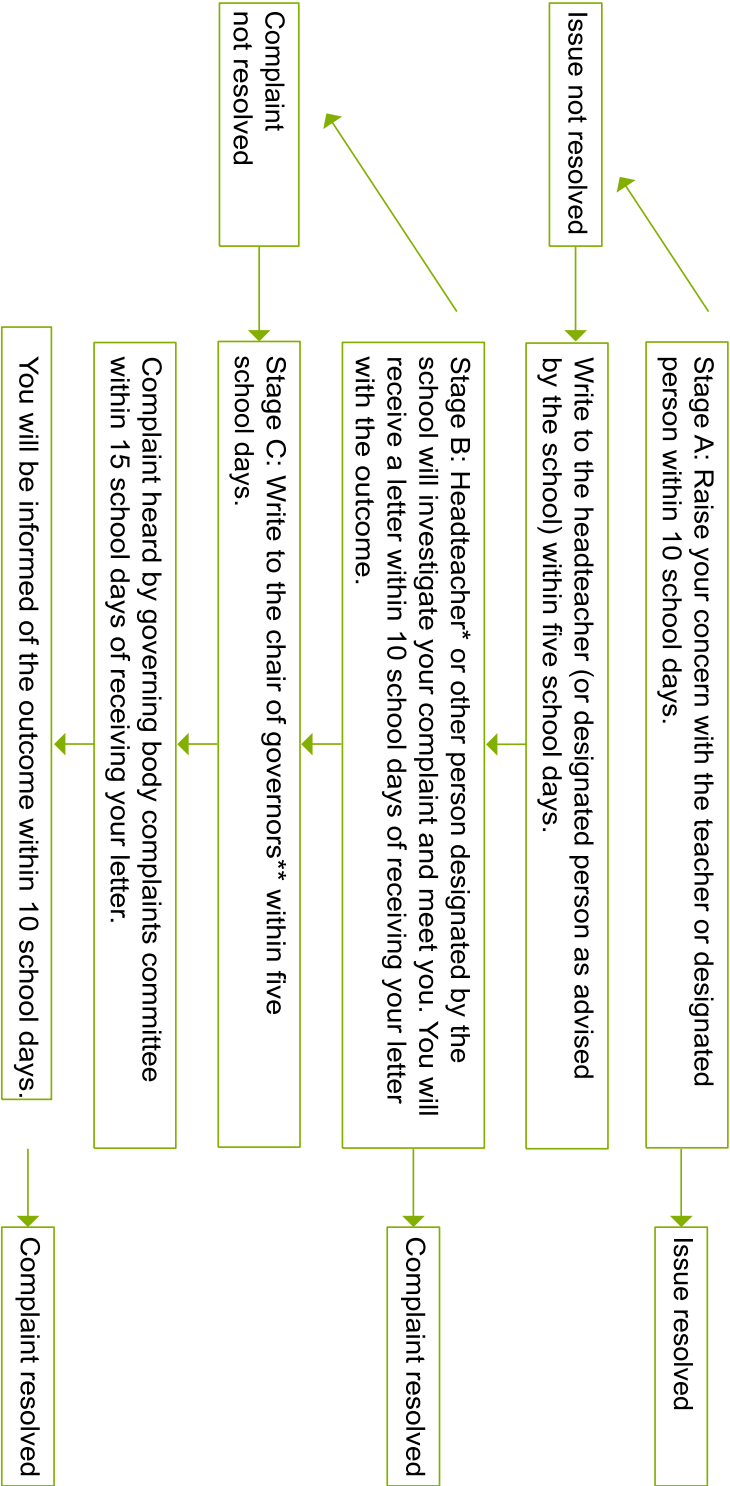 Stage A: Raise your concern with the teacher or designated
person within 10 school days.
Issue resolved
Issue not resolved
Write to the headteacher (or designated person as advised
by the school) within five school days.
Stage B: Headteacher* or other person designated by the
school will investigate your complaint and meet you. You will
receive a letter within 10 school days of receiving your letter
with the outcome.
Complaint resolved
Complaint
not resolved
Stage C: Write to the chair of governors** within five
school days.
Complaint heard by governing body complaints committee
within 15 school days of receiving your letter.
You will be informed of the outcome within 10 school days.
Complaint resolved